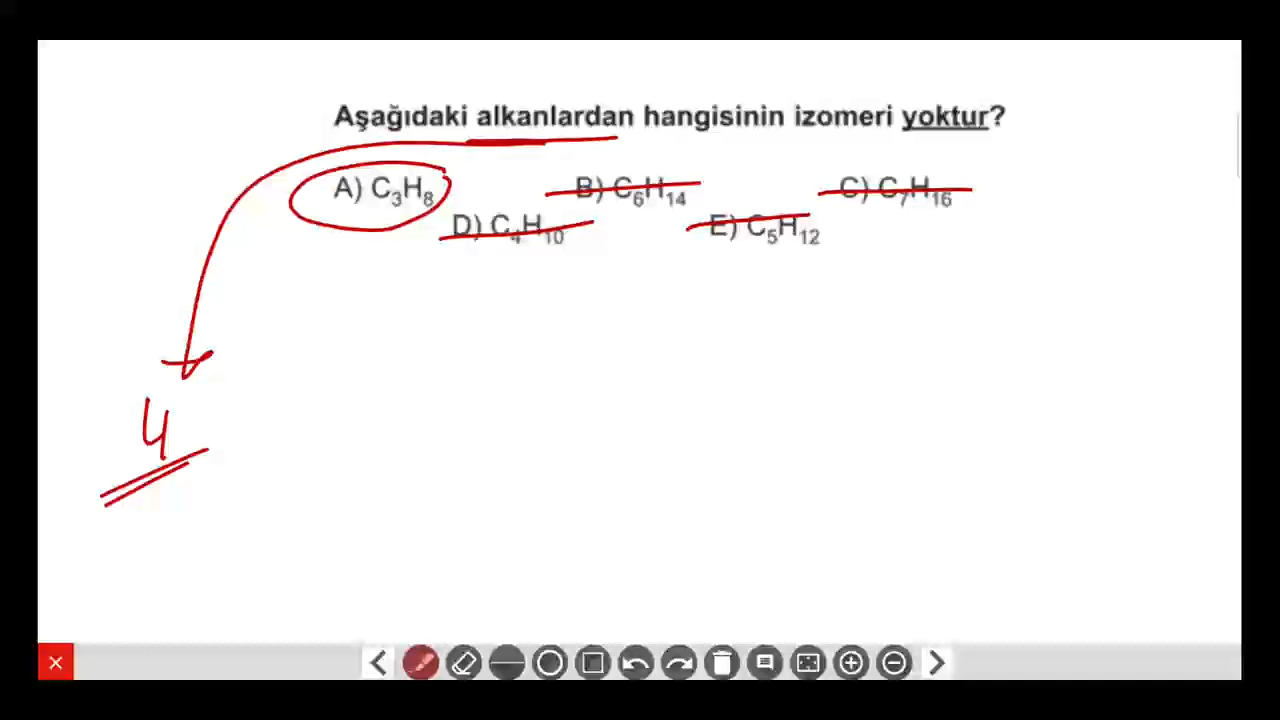 Aşağıdaki alkanlardan hangisinin izomeri yoktur?
A) C₃H₈ B) C₆H₁₄ C) C₇H₁₆
D) C₄H₁₀ E) C₅H₁₂
4